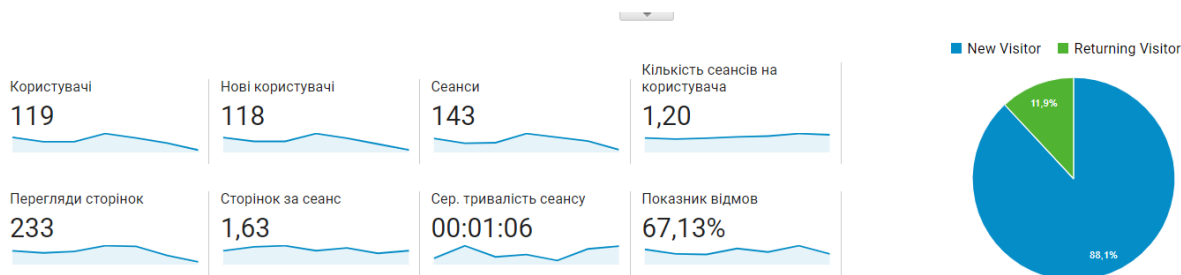 New Visitor
Returning Visitor
Користувачі
119
Нові користувачі
118
Сеанси
143
Кількість сеансів на
користувача
1,20
Перегляди сторінок
233
Сторінок за сеанс
1,63
Сер. тривалість сеансу
00:01:06
Показник відмов
67,13%
11,9%
88,1%